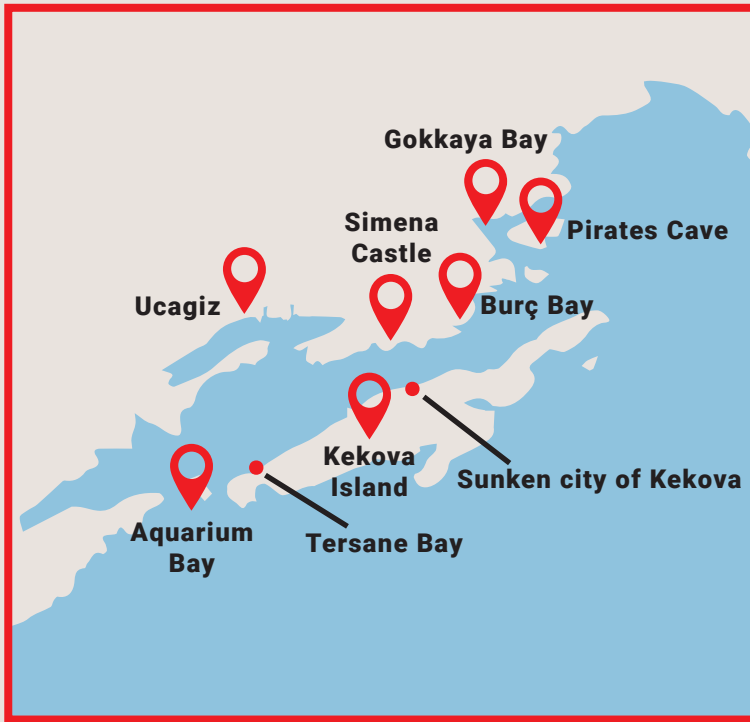 Gokkaya Bay
Simena
Castle
Pirates Cave
Ucagiz
Burç Bay
Kekova
Island
Sunken city of Kekova
Aquarium
Bay
Tersane Bay